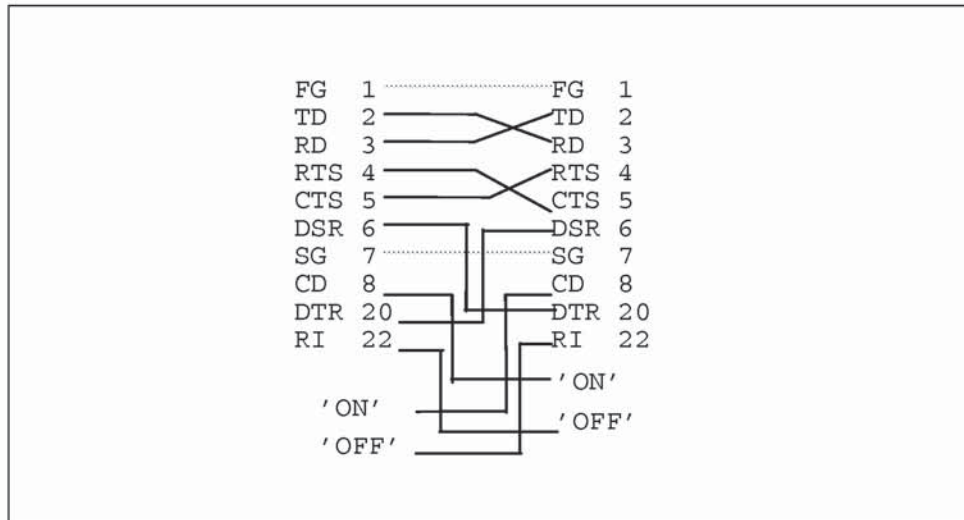 FG 1 FG 1
TD 2 TD 2
RD 3 RD 3
RTS 4 RTS 4
CTS 5 CTS 5
DSR 6 DSR 6
SG 7 SG 7
CD 8 CD 8
DTR 20 DTR 20
RI 22 RI 22
'ON'
'ON'
'OFF'
'OFF'